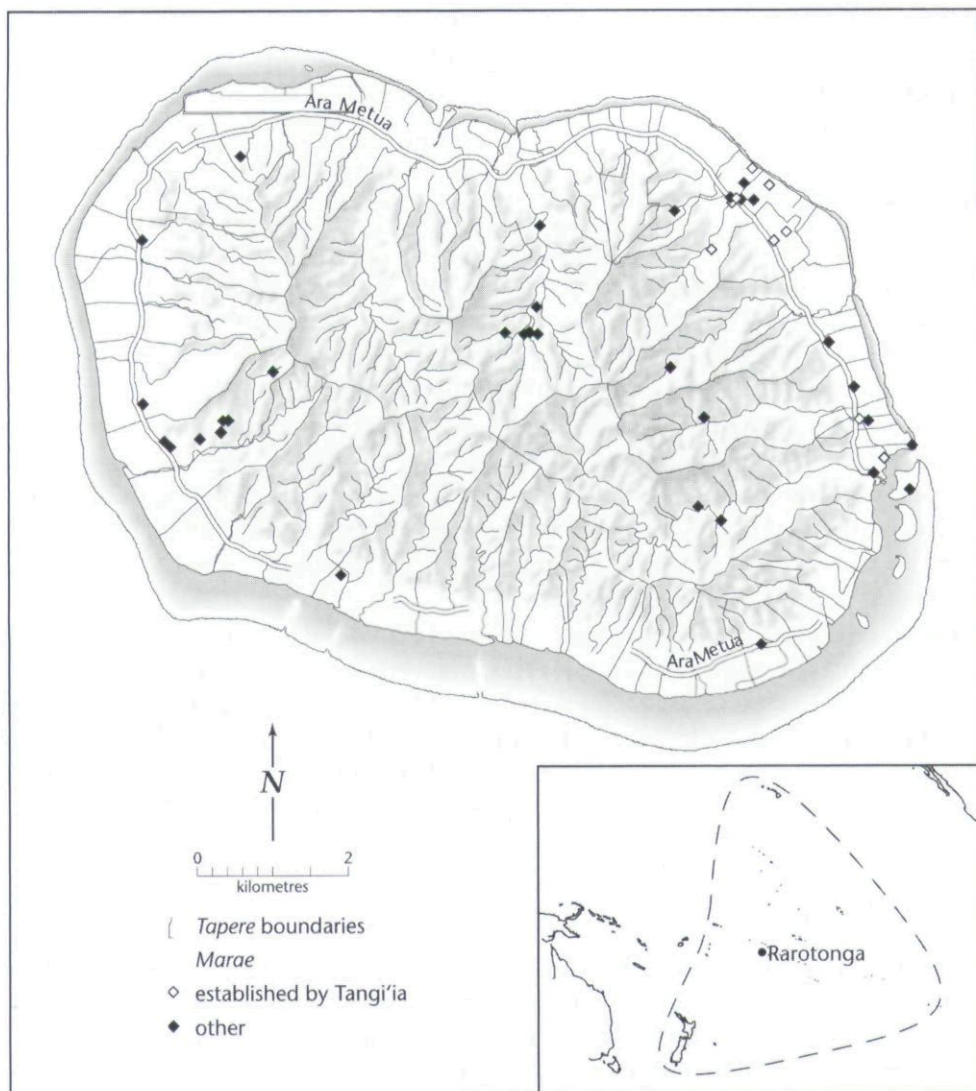 Ara Metua
Ara Metua
N
0 2
kilometres
Tapere boundaries
Marae
established by Tangi'ia
other
Rarotonga